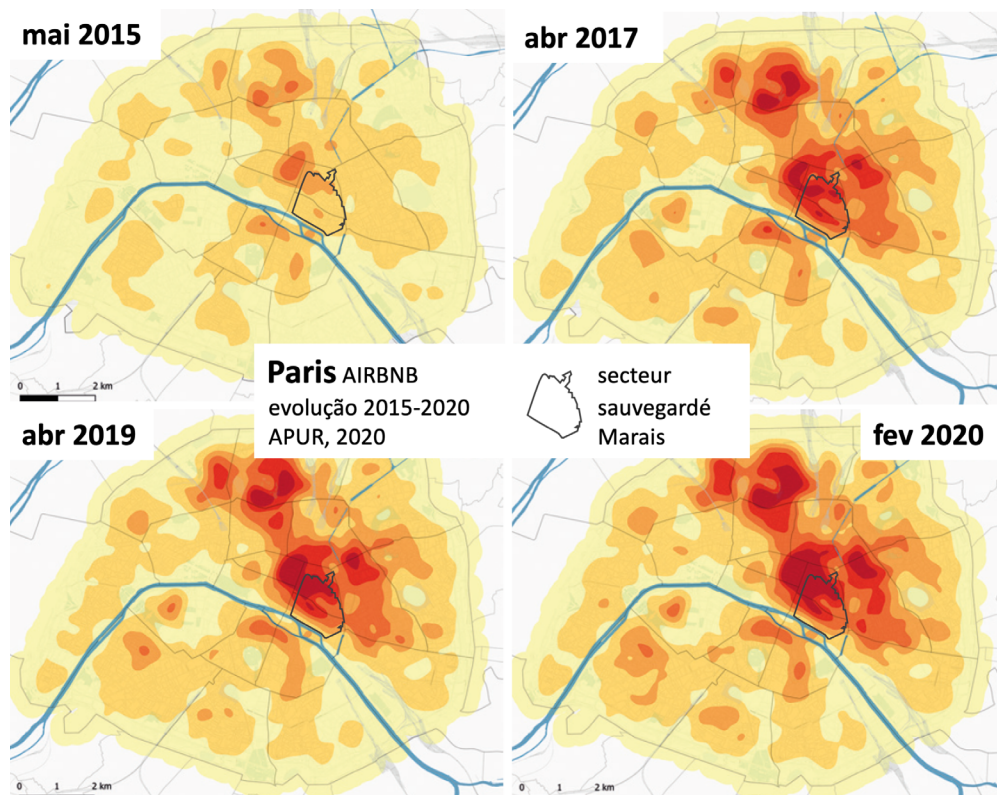 mai 2015
abr 2017
0 1 2 km
Paris AIRBNB
evolução 2015-2020
APUR, 2020
secteur
sauvegardé
Marais
abr 2019
fev 2020
0 1 2 km
0 1 2 km